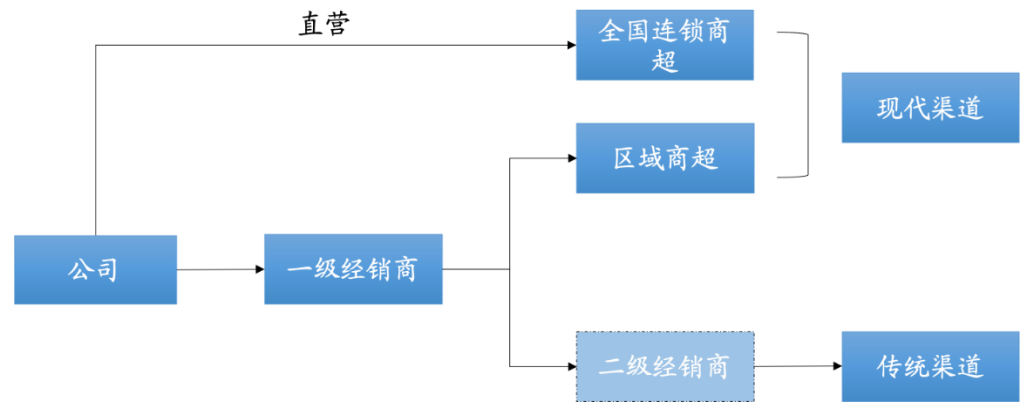 直营
全国连锁商
超
现代渠道
区域商超
公司
一级经销商
二级经销商
传统渠道